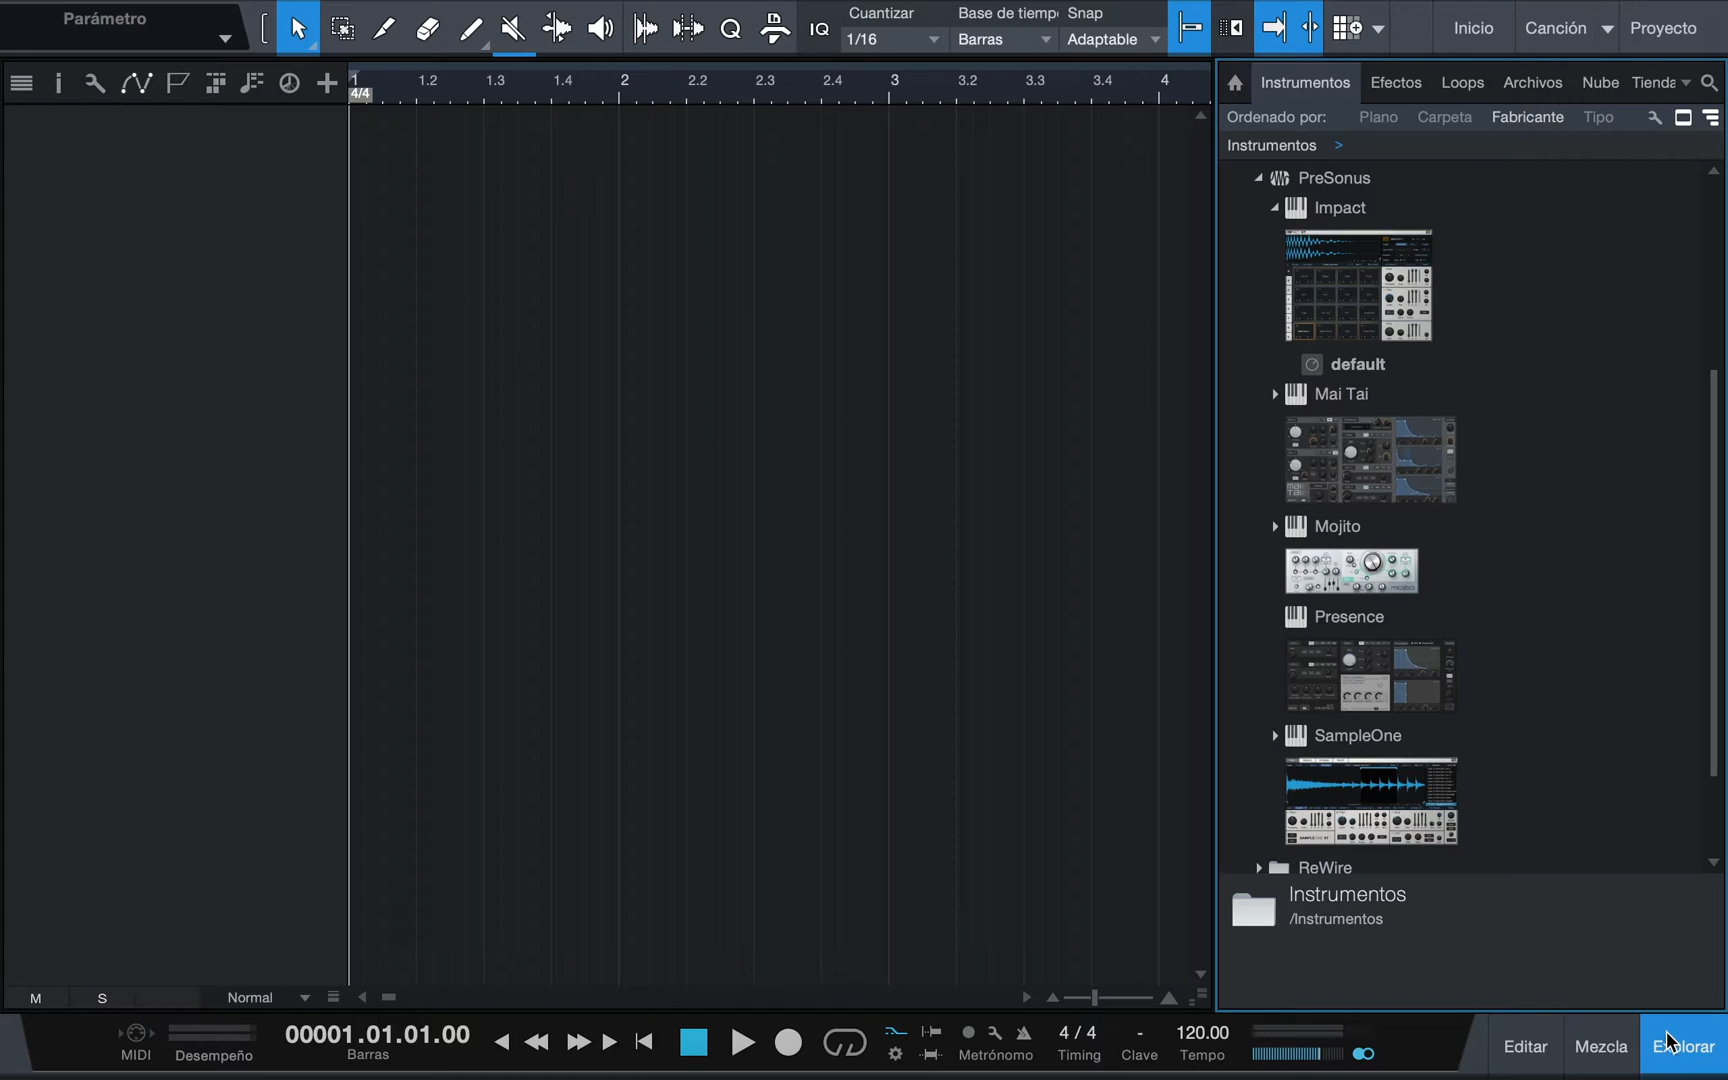 Parámetro
IQ
Cuantizar
1/16
Base de tiemp
Barras
Snap
Adaptable
Inicio
Canción
Proyecto
1
1.2
1.3
1.4
2
2.2
2.3
2.4
3
3.2
3.3
3.4
4
4/4
Instrumentos
Efectos
Loops
Archivos
Nube
Tienda
Ordenado por:
Plano
Carpeta
Fabricante
Tipo
Instrumentos >
PreSonus
Impact
default
Mai Tai
Mojito
Presence
SampleOne
ReWire
Instrumentos
/Instrumentos
M
S
Normal
MIDI
Desempeño
00001.01.01.00
Barras
Metrónomo
4 / 4
Timing
-
Clave
120.00
Tempo
Editar
Mezcla
Explorar